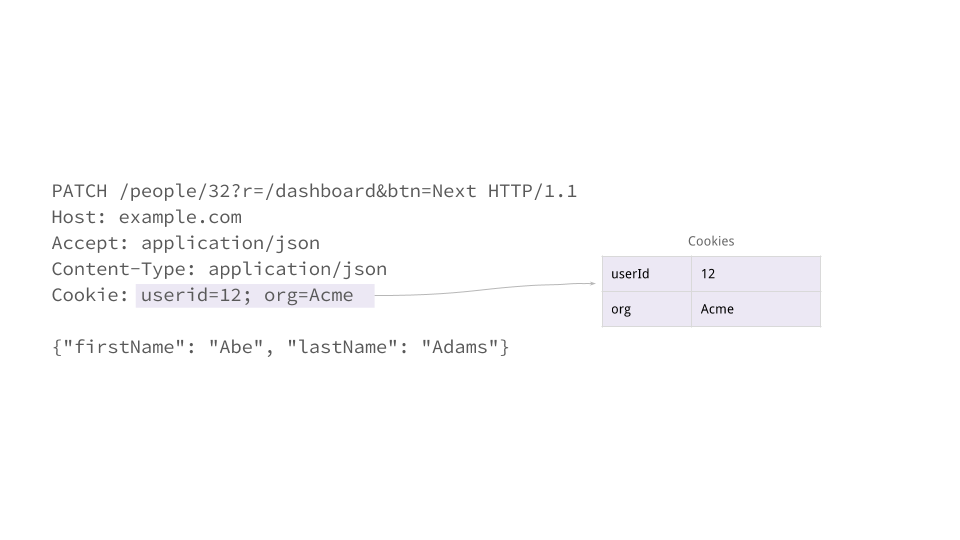 PATCH /people/32?r=/dashboard&btn=Next HTTP/1.1
Host: example.com
Accept: application/json
Content-Type: application/json
Cookie: userid=12; org=Acme

{"firstName": "Abe", "lastName": "Adams"}
Cookies
userId 12
org Acme